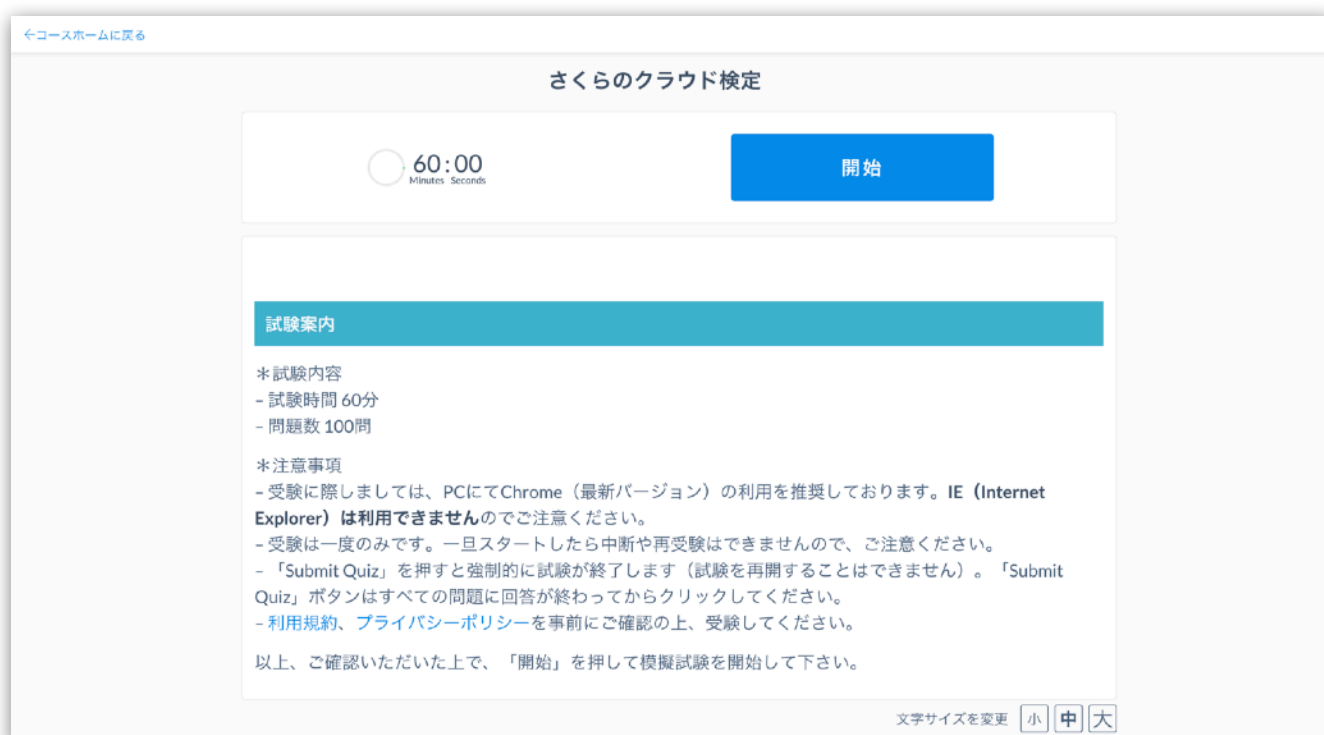 ←コースホームに戻る
さくらのクラウド検定
60:00
Minutes Seconds
開始
試験案内
＊試験内容
– 試験時間 60分
– 問題数 100問
＊注意事項
– 受験に際しましては、PCにてChrome（最新バージョン）の利用を推奨しております。IE（Internet
Explorer）は利用できませんのでご注意ください。
– 受験は一度のみです。一旦スタートしたら中断や再受験はできませんので、ご注意ください。
– 「Submit Quiz」を押すと強制的に試験が終了します（試験を再開することはできません）。「Submit
Quiz」ボタンはすべての問題に回答が終わってからクリックしてください。
– 利用規約、プライバシーポリシーを事前にご確認の上、受験してください。
以上、ご確認いただいた上で、「開始」を押して模擬試験を開始して下さい。
文字サイズを変更 小 中 大